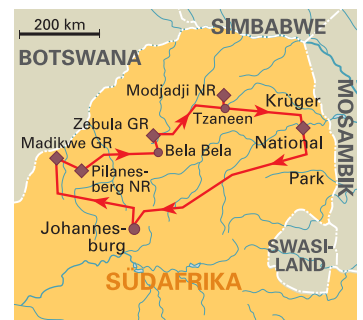 200 km
SIMBABWE
BOTSWANA
MOSAMBIK
Modjadji NR
Krüger
Zebula GR
Tzaneen
Madikwe GR
National
Bela Bela
Pilanes-
berg NR
Park
Johannes-
burg
SWASI-
LAND
SÜDAFRIKA